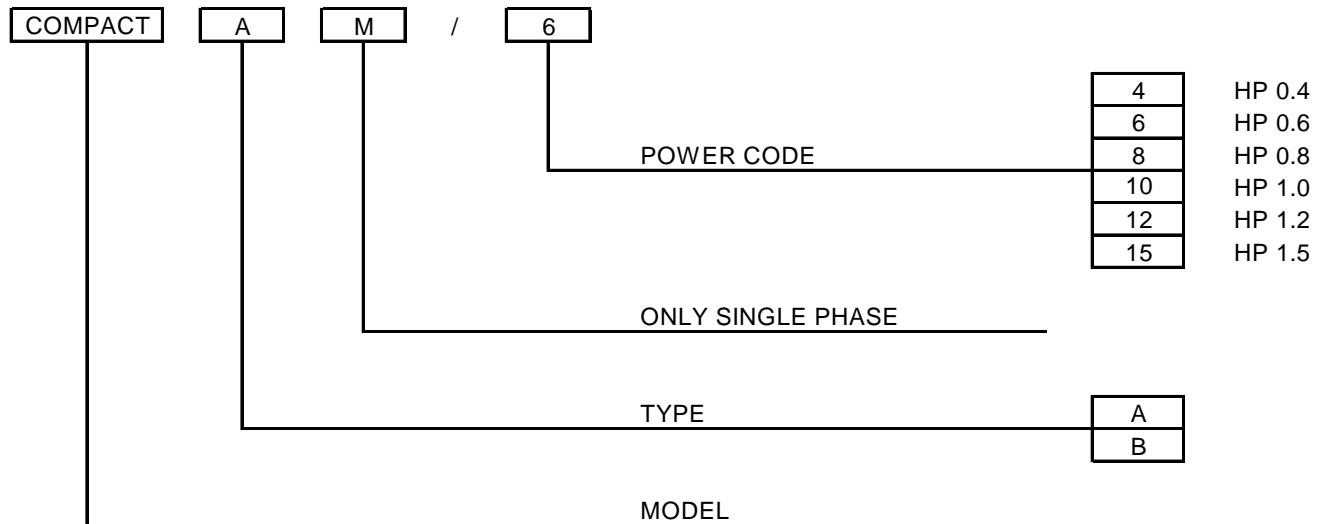 COMPACT A M / 6
4 HP 0.4
6 HP 0.6
POWER CODE 8 HP 0.8
10 HP 1.0
12 HP 1.2
15 HP 1.5
ONLY SINGLE PHASE
TYPE A
B
MODEL